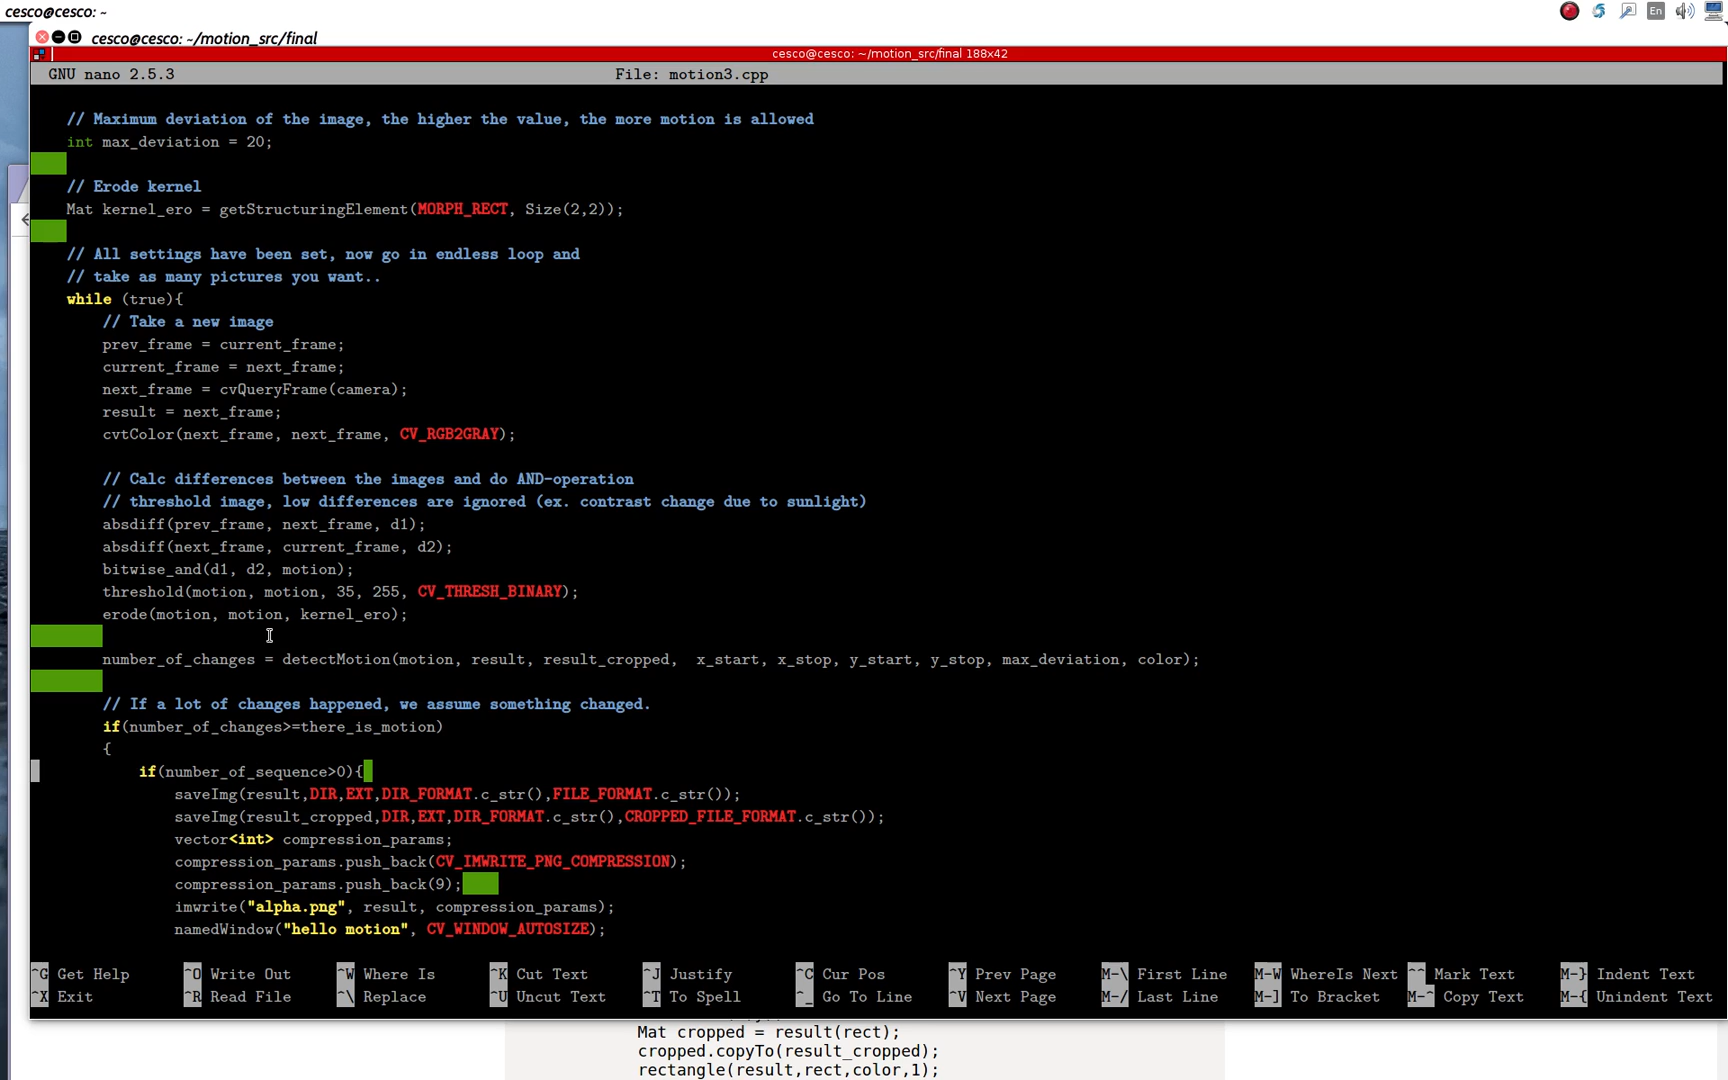 cesco@cesco: ~
En
cesco@cesco: ~/motion_src/final
cesco@cesco: ~/motion_src/final 188x42
GNU nano 2.5.3 File: motion3.cpp
// Maximum deviation of the image, the higher the value, the more motion is allowed
int max_deviation = 20;
// Erode kernel
Mat kernel_ero = getStructuringElement(MORPH_RECT, Size(2,2));
// All settings have been set, now go in endless loop and
// take as many pictures you want..
while (true){
// Take a new image
prev_frame = current_frame;
current_frame = next_frame;
next_frame = cvQueryFrame(camera);
result = next_frame;
cvtColor(next_frame, next_frame, CV_RGB2GRAY);
// Calc differences between the images and do AND-operation
// threshold image, low differences are ignored (ex. contrast change due to sunlight)
absdiff(prev_frame, next_frame, d1);
absdiff(next_frame, current_frame, d2);
bitwise_and(d1, d2, motion);
threshold(motion, motion, 35, 255, CV_THRESH_BINARY);
erode(motion, motion, kernel_ero);
number_of_changes = detectMotion(motion, result, result_cropped,  x_start, x_stop, y_start, y_stop, max_deviation, color);
// If a lot of changes happened, we assume something changed.
if(number_of_changes>=there_is_motion)
{
if(number_of_sequence>0){
saveImg(result,DIR,EXT,DIR_FORMAT.c_str(),FILE_FORMAT.c_str());
saveImg(result_cropped,DIR,EXT,DIR_FORMAT.c_str(),CROPPED_FILE_FORMAT.c_str());
vector<int> compression_params;
compression_params.push_back(CV_IMWRITE_PNG_COMPRESSION);
compression_params.push_back(9);
imwrite("alpha.png", result, compression_params);
namedWindow("hello motion", CV_WINDOW_AUTOSIZE);
^G Get Help ^O Write Out ^W Where Is ^K Cut Text ^J Justify ^C Cur Pos ^Y Prev Page M-\ First Line M-W WhereIs Next ^^ Mark Text M-} Indent Text
^X Exit ^R Read File ^\ Replace ^U Uncut Text ^T To Spell ^_ Go To Line ^V Next Page M-/ Last Line M-] To Bracket M-^ Copy Text M-{ Unindent Text
Mat cropped = result(rect);
cropped.copyTo(result_cropped);
rectangle(result,rect,color,1);